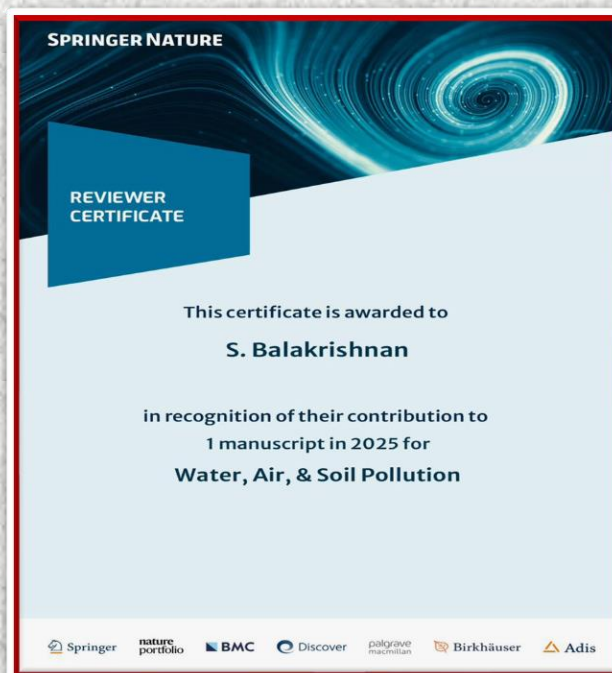 SPRINGER NATURE
REVIEWER
CERTIFICATE
This certificate is awarded to
S. Balakrishnan
in recognition of their contribution to
1 manuscript in 2025 for
Water, Air, & Soil Pollution
Springer nature portfolio BMC Discover palgrave macmillan Birkhäuser Adis